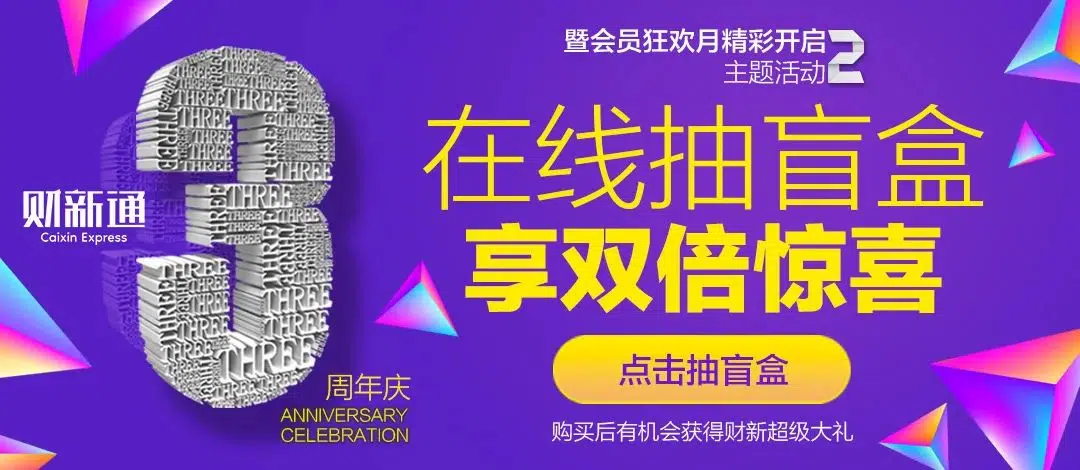 财新通
Caixin Express
3
周年庆
ANNIVERSARY
CELEBRATION
暨会员狂欢月精彩开启
主题活动2
在线抽盲盒
享双倍惊喜
点击抽盲盒
购买后有机会获得财新超级大礼
THREE